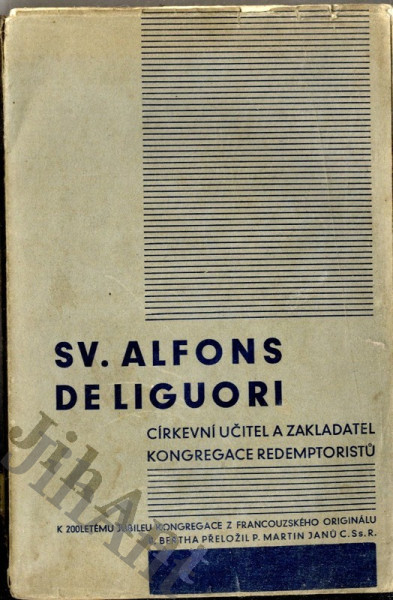 SV. ALFONS
DE LIGUORI
CÍRKEVNÍ UČITEL A ZAKLADATEL
KONGREGACE REDEMPTORISTŮ
K 200LETÉMU JUBILEU KONGREGACE Z FRANCOUZSKÉHO ORIGINÁLU
BERTHA PŘELOŽIL P. MARTIN JANŮ C. Ss. R.
JihoAnt